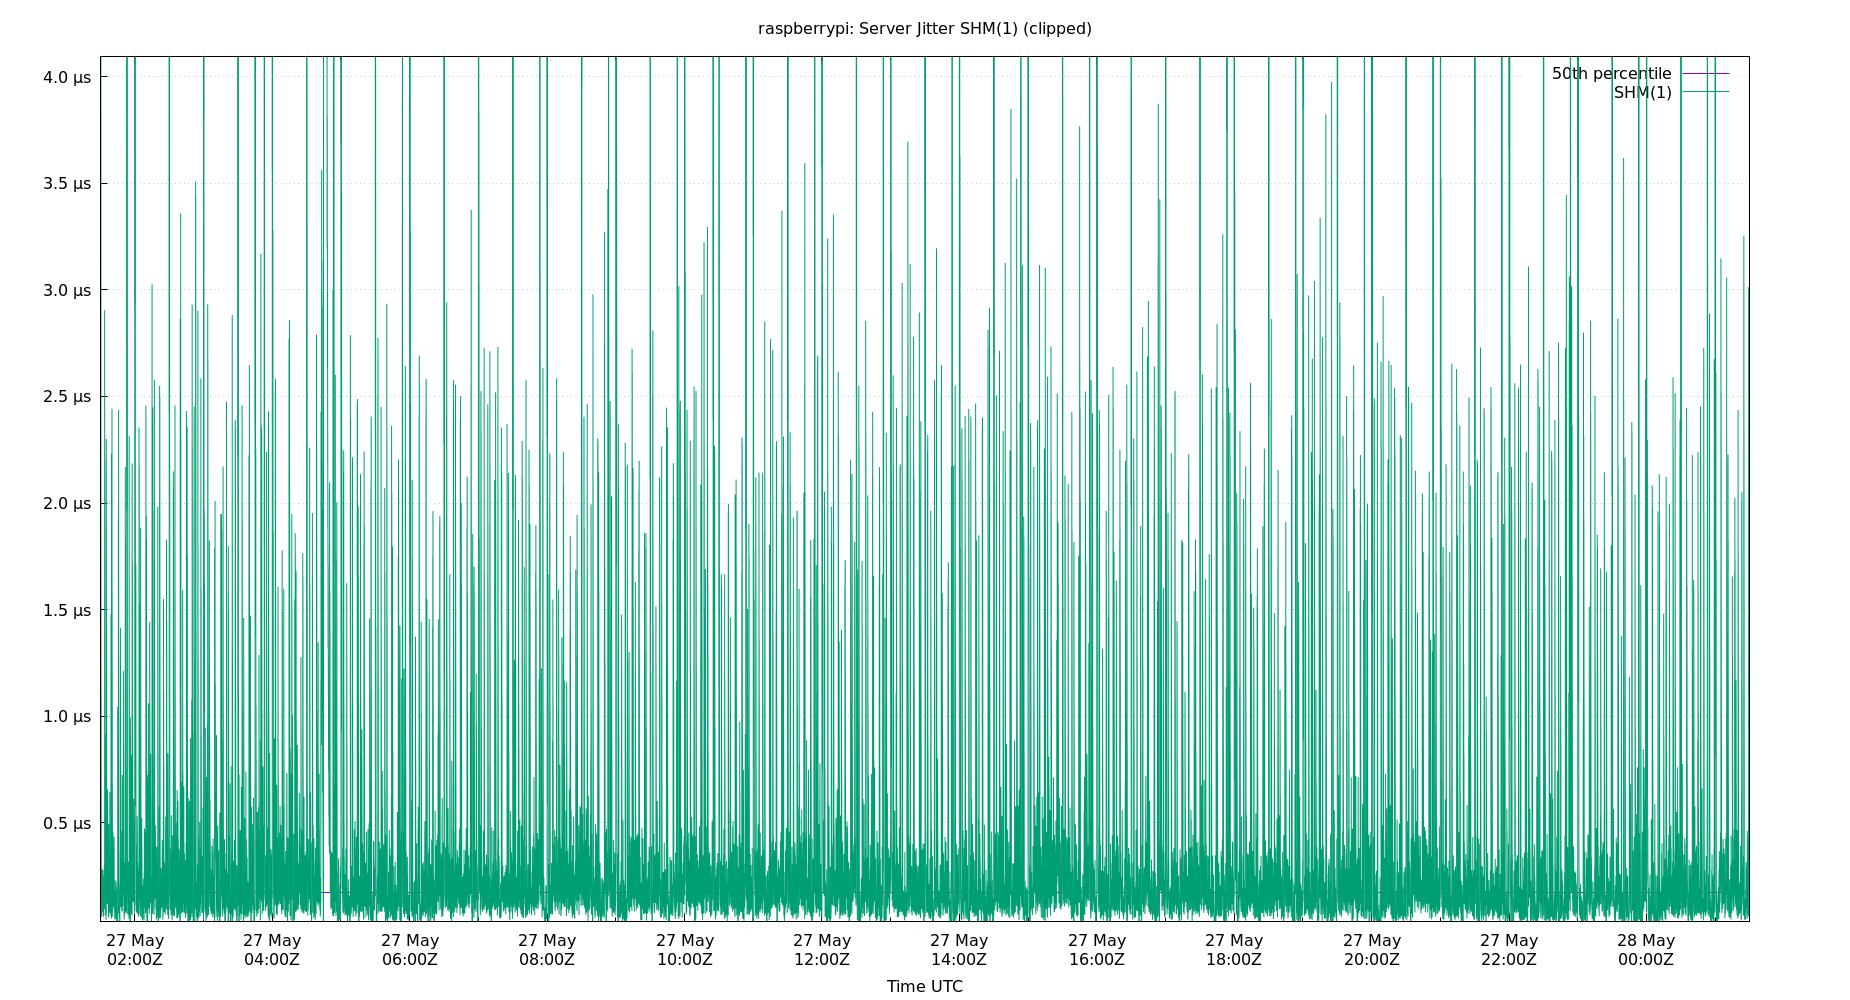 raspberrypi: Server Jitter SHM(1) (clipped)
50th percentile
SHM(1)
4.0 µs
3.5 µs
3.0 µs
2.5 µs
2.0 µs
1.5 µs
1.0 µs
0.5 µs
27 May 27 May 27 May 27 May 27 May 27 May 27 May 27 May 27 May 27 May 27 May 28 May
02:00Z 04:00Z 06:00Z 08:00Z 10:00Z 12:00Z 14:00Z 16:00Z 18:00Z 20:00Z 22:00Z 00:00Z
Time UTC